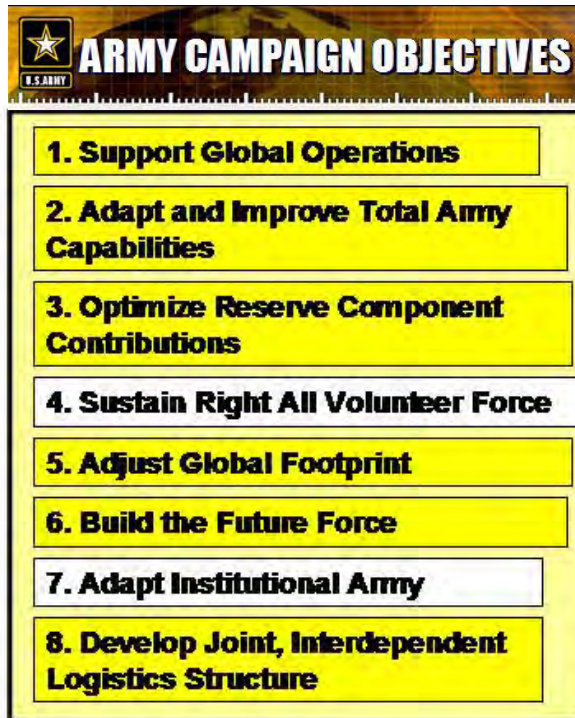 U.S.ARMY
ARMY CAMPAIGN OBJECTIVES
1. Support Global Operations
2. Adapt and Improve Total Army
Capabilities
3. Optimize Reserve Component
Contributions
4. Sustain Right All Volunteer Force
5. Adjust Global Footprint
6. Build the Future Force
7. Adapt Institutional Army
8. Develop Joint, Interdependent
Logistics Structure